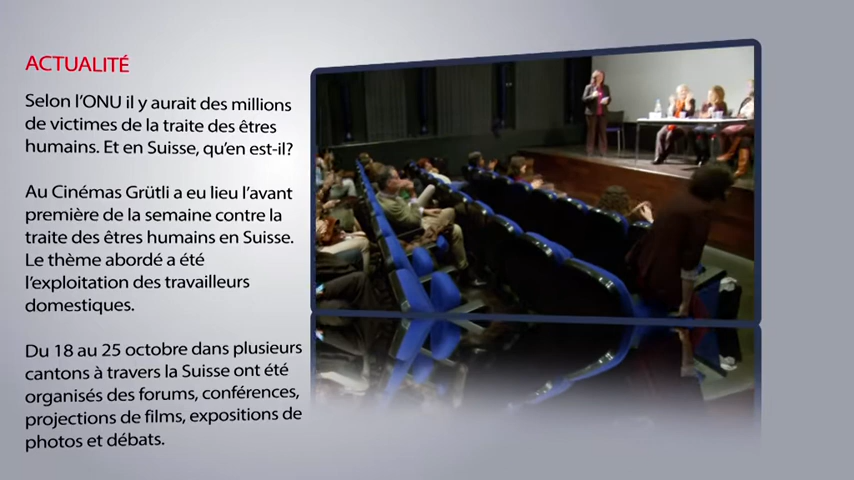 ACTUALITÉ
Selon l'ONU il y aurait des millions
de victimes de la traite des êtres
humains. Et en Suisse, qu'en est-il?
Au Cinémas Grütli a eu lieu l'avant
première de la semaine contre la
traite des êtres humains en Suisse.
Le thème abordé a été
l'exploitation des travailleurs
domestiques.
Du 18 au 25 octobre dans plusieurs
cantons à travers la Suisse ont été
organisés des forums, conférences,
projections de films, expositions de
photos et débats.